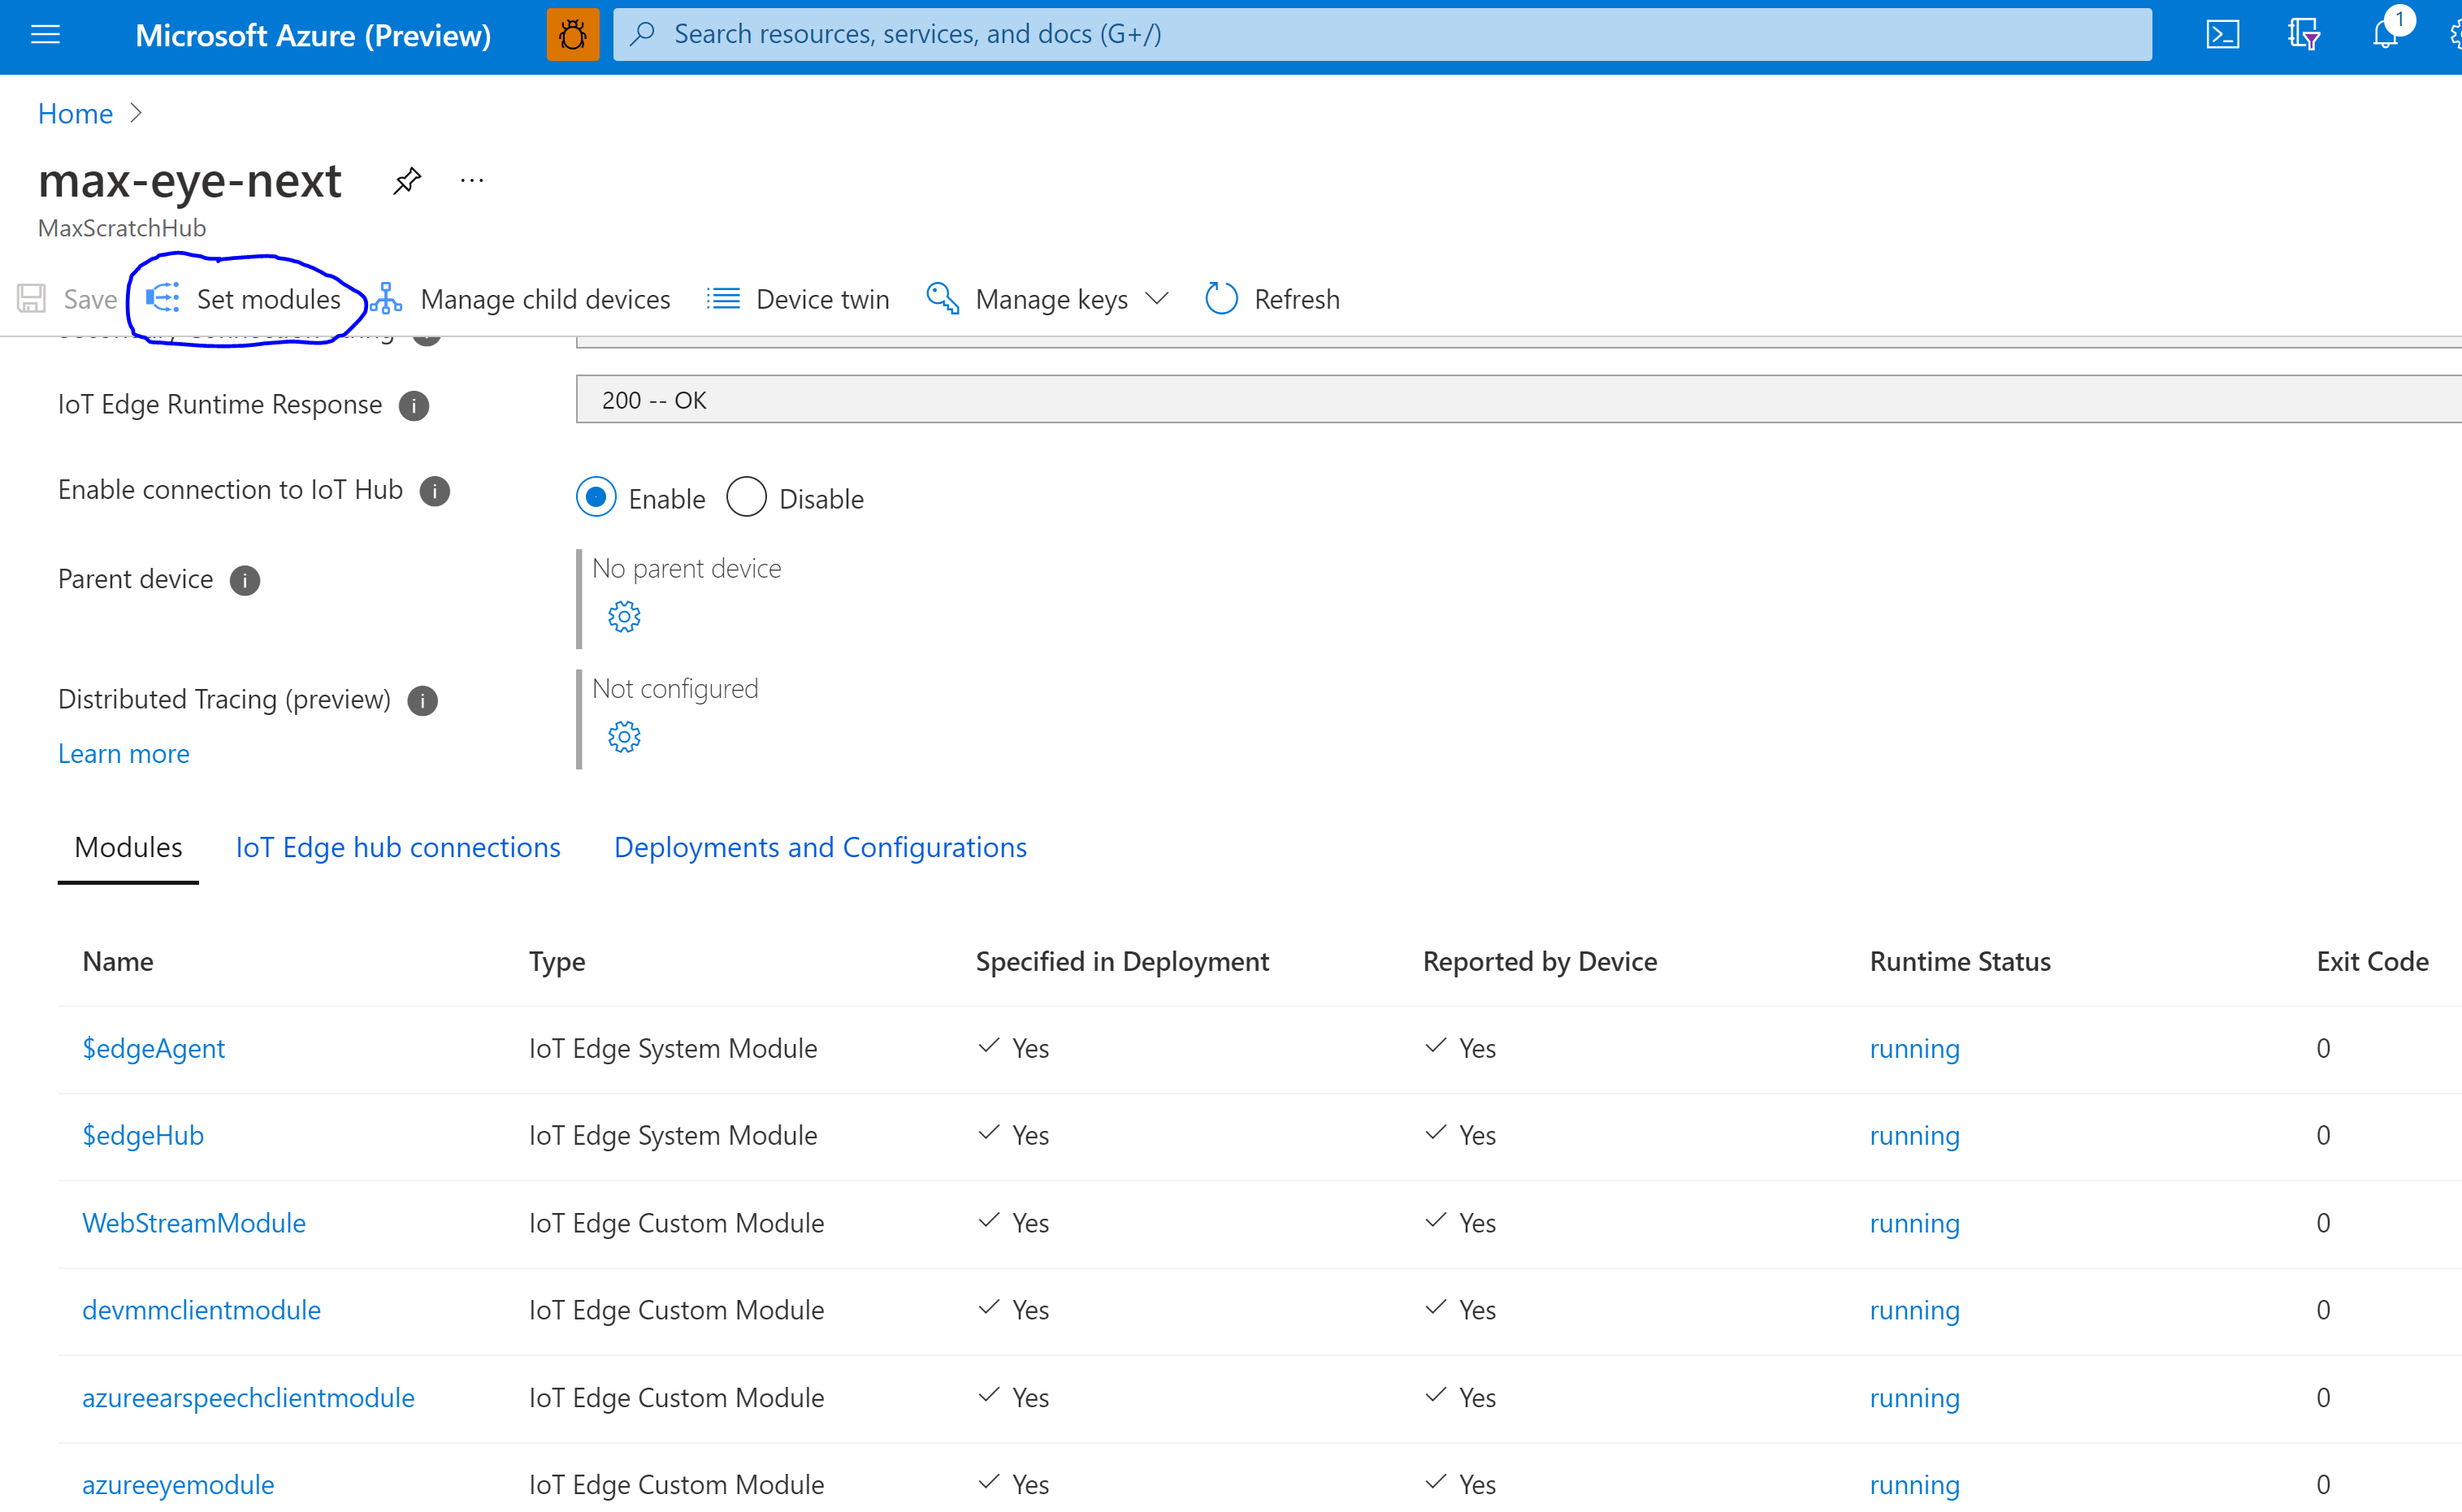 Microsoft Azure (Preview) Search resources, services, and docs (G+/) 1
Home
max-eye-next ...
MaxScratchHub
Save Set modules Manage child devices Device twin Manage keys Refresh
IoT Edge Runtime Response i 200 -- OK
Enable connection to IoT Hub i Enable Disable
Parent device i No parent device
Distributed Tracing (preview) i Not configured
Learn more
Modules IoT Edge hub connections Deployments and Configurations
Name Type Specified in Deployment Reported by Device Runtime Status Exit Code
$edgeAgent IoT Edge System Module Yes Yes running 0
$edgeHub IoT Edge System Module Yes Yes running 0
WebStreamModule IoT Edge Custom Module Yes Yes running 0
devmmclientmodule IoT Edge Custom Module Yes Yes running 0
azureearspeechclientmodule IoT Edge Custom Module Yes Yes running 0
azureeyemodule IoT Edge Custom Module Yes Yes running 0